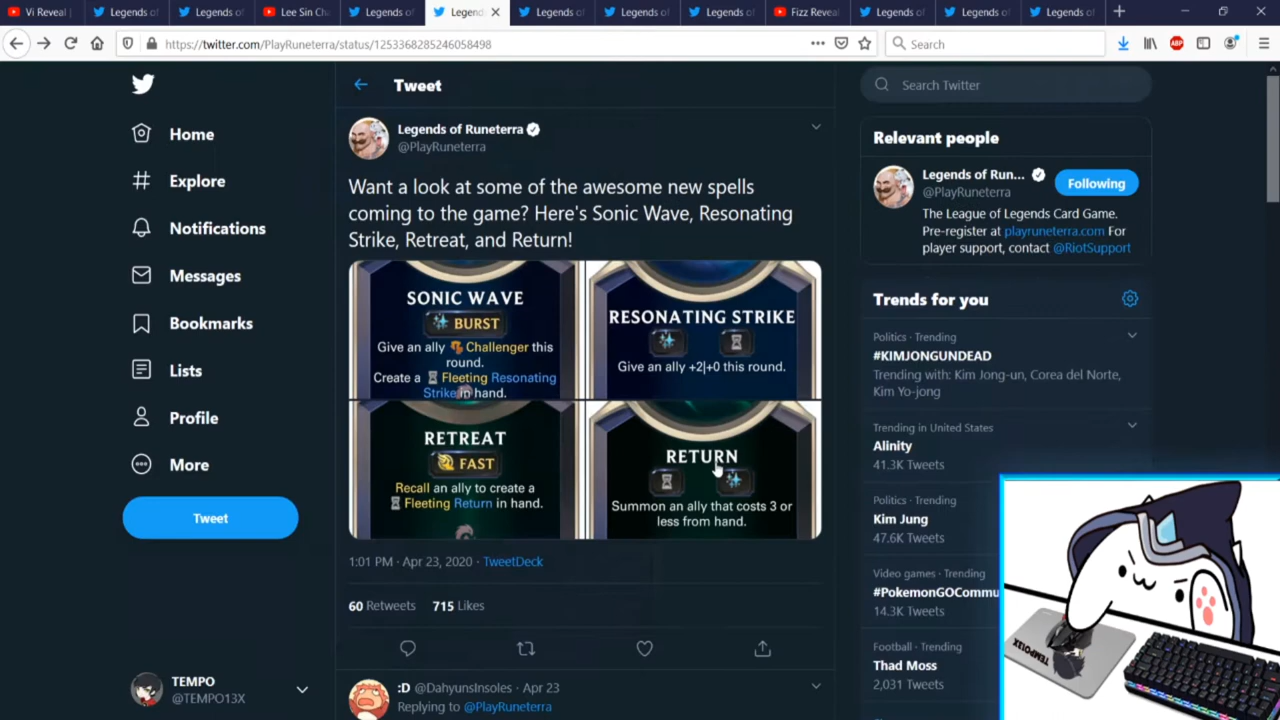 Vi Reveal |
Legends of
Legends of
Lee Sin Cha
Legends of
Legends
Legends of
Legends of
Legends of
Fizz Reveal
Legends of
Legends of
Legends of
https://twitter.com/PlayRuneterra/status/1253368285246058498
Search
ABP
Home
Explore
Notifications
Messages
Bookmarks
Lists
Profile
More
Tweet
TEMPO
@TEMPO13X
Tweet
Legends of Runeterra
@PlayRuneterra
Want a look at some of the awesome new spells
coming to the game? Here's Sonic Wave, Resonating
Strike, Retreat, and Return!
SONIC WAVE
BURST
Give an ally Challenger this
round.
Create a Fleeting Resonating
Strike in hand.
RESONATING STRIKE
Give an ally +2|+0 this round.
RETREAT
FAST
Recall an ally to create a
Fleeting Return in hand.
RETURN
Summon an ally that costs 3 or
less from hand.
1:01 PM · Apr 23, 2020 · TweetDeck
60 Retweets 715 Likes
:D @DahyunsInsoles · Apr 23
Replying to @PlayRuneterra
Search Twitter
Relevant people
Legends of Run...
@PlayRuneterra
Following
The League of Legends Card Game.
Pre-register at playruneterra.com For
player support, contact @RiotSupport
Trends for you
Politics · Trending
#KIMJONGUNDEAD
Trending with: Kim Jong-un, Corea del Norte,
Kim Yo-jong
Trending in United States
Alinity
41.3K Tweets
Politics · Trending
Kim Jung
47.6K Tweets
Video games · Trending
#PokemonGOCommu
14.3K Tweets
Football · Trending
Thad Moss
2,031 Tweets
TEMPO13X